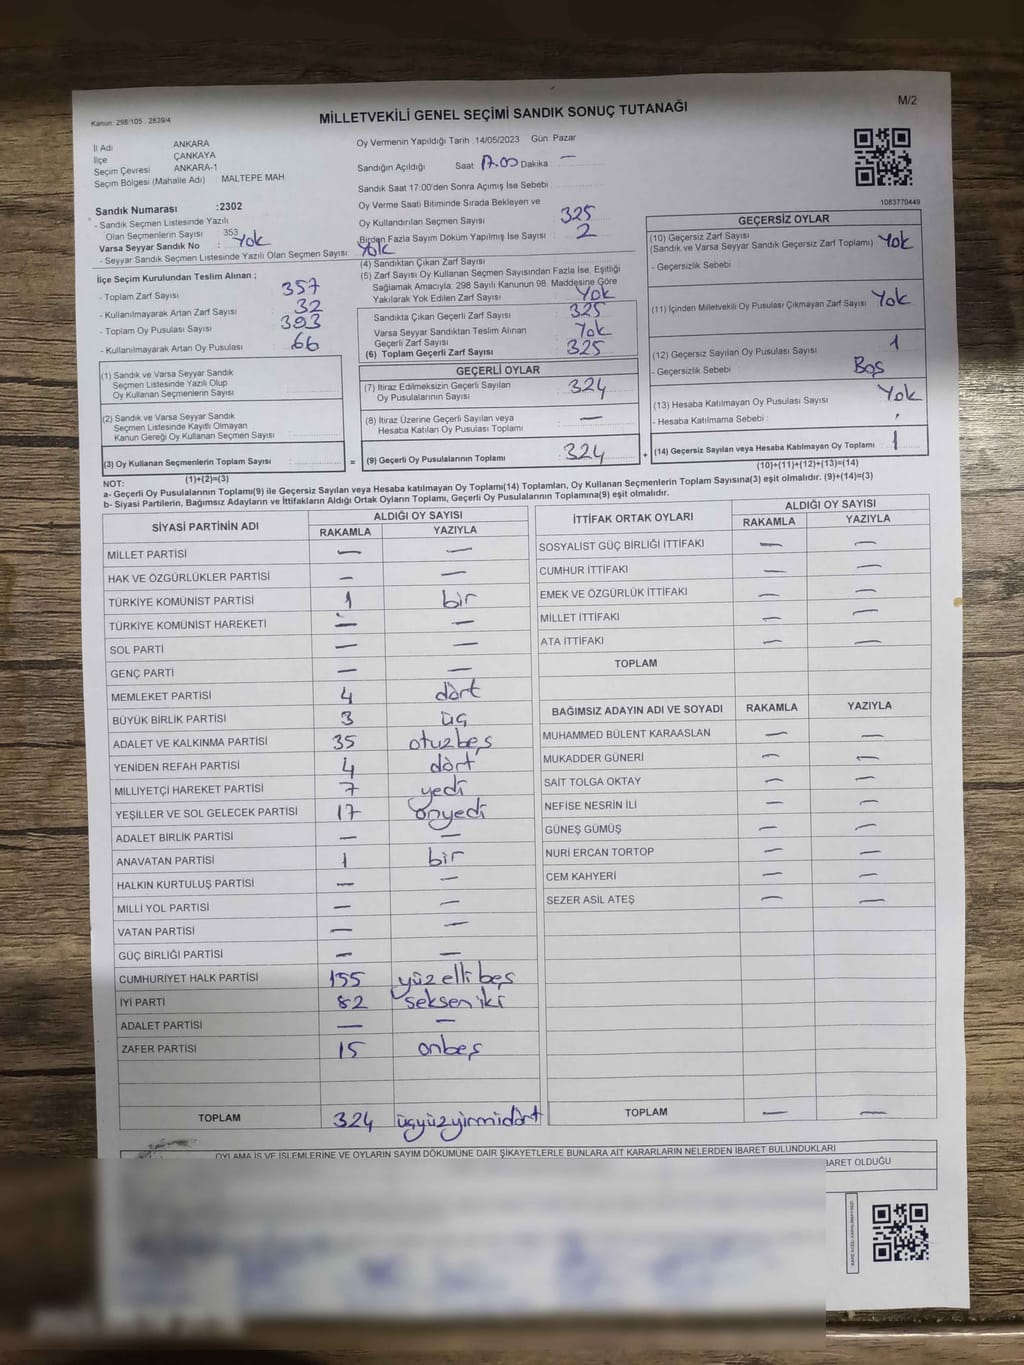 M/2
Kanun: 298/105 . 2839/4
MİLLETVEKİLİ GENEL SEÇİMİ SANDIK SONUÇ TUTANAĞI
İl Adı ANKARA
İlçe ÇANKAYA
Seçim Çevresi ANKARA-1
Seçim Bölgesi (Mahalle Adı) MALTEPE MAH.
Sandık Numarası :2302
- Sandık Seçmen Listesinde Yazılı
Olan Seçmenlerin Sayısı 353
Varsa Seyyar Sandık No : Yok
- Seyyar Sandık Seçmen Listesinde Yazılı Olan Seçmen Sayısı: Yok
Oy Vermenin Yapıldığı Tarih :14/05/2023 Gün: Pazar
Sandığın Açıldığı Saat: 17.00 Dakika: —
Sandık Saat 17:00'den Sonra Açımış İse Sebebi
Oy Verme Saati Bitiminde Sırada Bekleyen ve
Oy Kullandırılan Seçmen Sayısı 325
Birden Fazla Sayım Döküm Yapılmış İse Sayısı 2
1083770449
İlçe Seçim Kurulundan Teslim Alınan ;
- Toplam Zarf Sayısı 357
- Kullanılmayarak Artan Zarf Sayısı 32
- Toplam Oy Pusulası Sayısı 393
- Kullanılmayarak Artan Oy Pusulası 66
(1) Sandık ve Varsa Seyyar Sandık
Seçmen Listesinde Yazılı Olup
Oy Kullanan Seçmenlerin Sayısı
(2) Sandık ve Varsa Seyyar Sandık
Seçmen Listesinde Kayıtlı Olmayan
Kanun Gereği Oy Kullanan Seçmen Sayısı
(3) Oy Kullanan Seçmenlerin Toplam Sayısı :
(1)+(2)=(3)
(4) Sandıktan Çıkan Zarf Sayısı
(5) Zarf Sayısı Oy Kullanan Seçmen Sayısından Fazla İse, Eşitliği
Sağlamak Amacıyla, 298 Sayılı Kanunun 98. Maddesine Göre
Yakılarak Yok Edilen Zarf Sayısı Yok
Sandıkta Çıkan Geçerli Zarf Sayısı 325
Varsa Seyyar Sandıktan Teslim Alınan
Geçerli Zarf Sayısı Yok
(6) Toplam Geçerli Zarf Sayısı 325
GEÇERLİ OYLAR
(7) İtiraz Edilmeksizin Geçerli Sayılan
Oy Pusulalarının Sayısı 324
(8) İtiraz Üzerine Geçerli Sayılan veya
Hesaba Katılan Oy Pusulası Toplamı —
= (9) Geçerli Oy Pusulalarının Toplamı 324 +
GEÇERSİZ OYLAR
(10) Geçersiz Zarf Sayısı
(Sandık ve Varsa Seyyar Sandık Geçersiz Zarf Toplamı) Yok
- Geçersizlik Sebebi
(11) İçinden Milletvekili Oy Pusulası Çıkmayan Zarf Sayısı Yok
(12) Geçersiz Sayılan Oy Pusulası Sayısı 1
- Geçersizlik Sebebi Boş
(13) Hesaba Katılmayan Oy Pusulası Sayısı Yok
- Hesaba Katılmama Sebebi :
(14) Geçersiz Sayılan veya Hesaba Katılmayan Oy Toplamı : 1
(10)+(11)+(12)+(13)=(14)
NOT:
a- Geçerli Oy Pusulalarının Toplamı(9) ile Geçersiz Sayılan veya Hesaba katılmayan Oy Toplamı(14) Toplamları, Oy Kullanan Seçmenlerin Toplam Sayısına(3) eşit olmalıdır. (9)+(14)=(3)
b- Siyasi Partilerin, Bağımsız Adayların ve İttifakların Aldığı Ortak Oyların Toplamı, Geçerli Oy Pusulalarının Toplamına(9) eşit olmalıdır.
SİYASİ PARTİNİN ADI ALDIĞI OY SAYISI
RAKAMLA YAZIYLA
MİLLET PARTİSİ — —
HAK VE ÖZGÜRLÜKLER PARTİSİ — —
TÜRKİYE KOMÜNİST PARTİSİ 1 bir
TÜRKİYE KOMÜNİST HAREKETİ — —
SOL PARTİ — —
GENÇ PARTİ — —
MEMLEKET PARTİSİ 4 dört
BÜYÜK BİRLİK PARTİSİ 3 üç
ADALET VE KALKINMA PARTİSİ 35 otuzbeş
YENİDEN REFAH PARTİSİ 4 dört
MİLLİYETÇİ HAREKET PARTİSİ 7 yedi
YEŞİLLER VE SOL GELECEK PARTİSİ 17 onyedi
ADALET BİRLİK PARTİSİ — —
ANAVATAN PARTİSİ 1 bir
HALKIN KURTULUŞ PARTİSİ — —
MİLLİ YOL PARTİSİ — —
VATAN PARTİSİ — —
GÜÇ BİRLİĞİ PARTİSİ — —
CUMHURİYET HALK PARTİSİ 155 yüzellibeş
İYİ PARTİ 82 seksen iki
ADALET PARTİSİ — —
ZAFER PARTİSİ 15 onbeş
TOPLAM 324 üçyüzyirmidört
İTTİFAK ORTAK OYLARI ALDIĞI OY SAYISI
RAKAMLA YAZIYLA
SOSYALİST GÜÇ BİRLİĞİ İTTİFAKI — —
CUMHUR İTTİFAKI — —
EMEK VE ÖZGÜRLÜK İTTİFAKI — —
MİLLET İTTİFAKI — —
ATA İTTİFAKI — —
TOPLAM
BAĞIMSIZ ADAYIN ADI VE SOYADI RAKAMLA YAZIYLA
MUHAMMED BÜLENT KARAASLAN — —
MUKADDER GÜNERİ — —
SAİT TOLGA OKTAY — —
NEFİSE NESRİN İLİ — —
GÜNEŞ GÜMÜŞ — —
NURİ ERCAN TORTOP — —
CEM KAHYERİ — —
SEZER ASİL ATEŞ — —
TOPLAM — —
OYLAMA İŞ VE İŞLEMLERİNE VE OYLARIN SAYIM DÖKÜMÜNE DAİR ŞİKAYETLERLE BUNLARA AİT KARARLARIN NELERDEN İBARET BULUNDUKLARI
BARET OLDUĞU